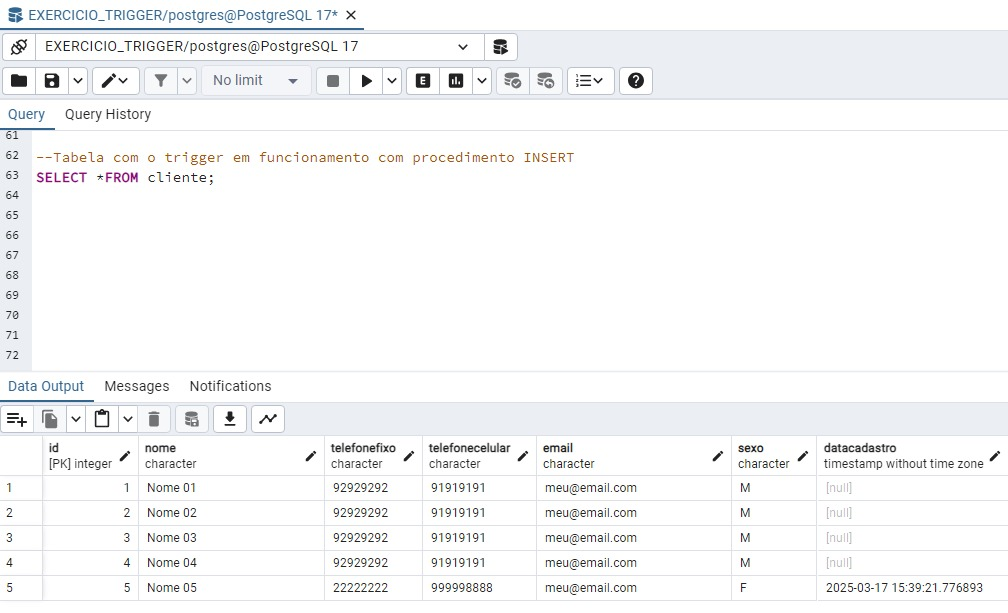 EXERCICIO_TRIGGER/postgres@PostgreSQL 17* ✕
EXERCICIO_TRIGGER/postgres@PostgreSQL 17
No limit
E
Query Query History
61
62 --Tabela com o trigger em funcionamento com procedimento INSERT
63 SELECT *FROM cliente;
64
65
66
67
68
69
70
71
72
Data Output Messages Notifications
id nome telefonefixo telefonecelular email sexo datacadastro
[PK] integer character character character character character timestamp without time zone
1 1 Nome 01 92929292 91919191 meu@email.com M [null]
2 2 Nome 02 92929292 91919191 meu@email.com M [null]
3 3 Nome 03 92929292 91919191 meu@email.com M [null]
4 4 Nome 04 92929292 91919191 meu@email.com M [null]
5 5 Nome 05 22222222 999998888 meu@email.com F 2025-03-17 15:39:21.776893